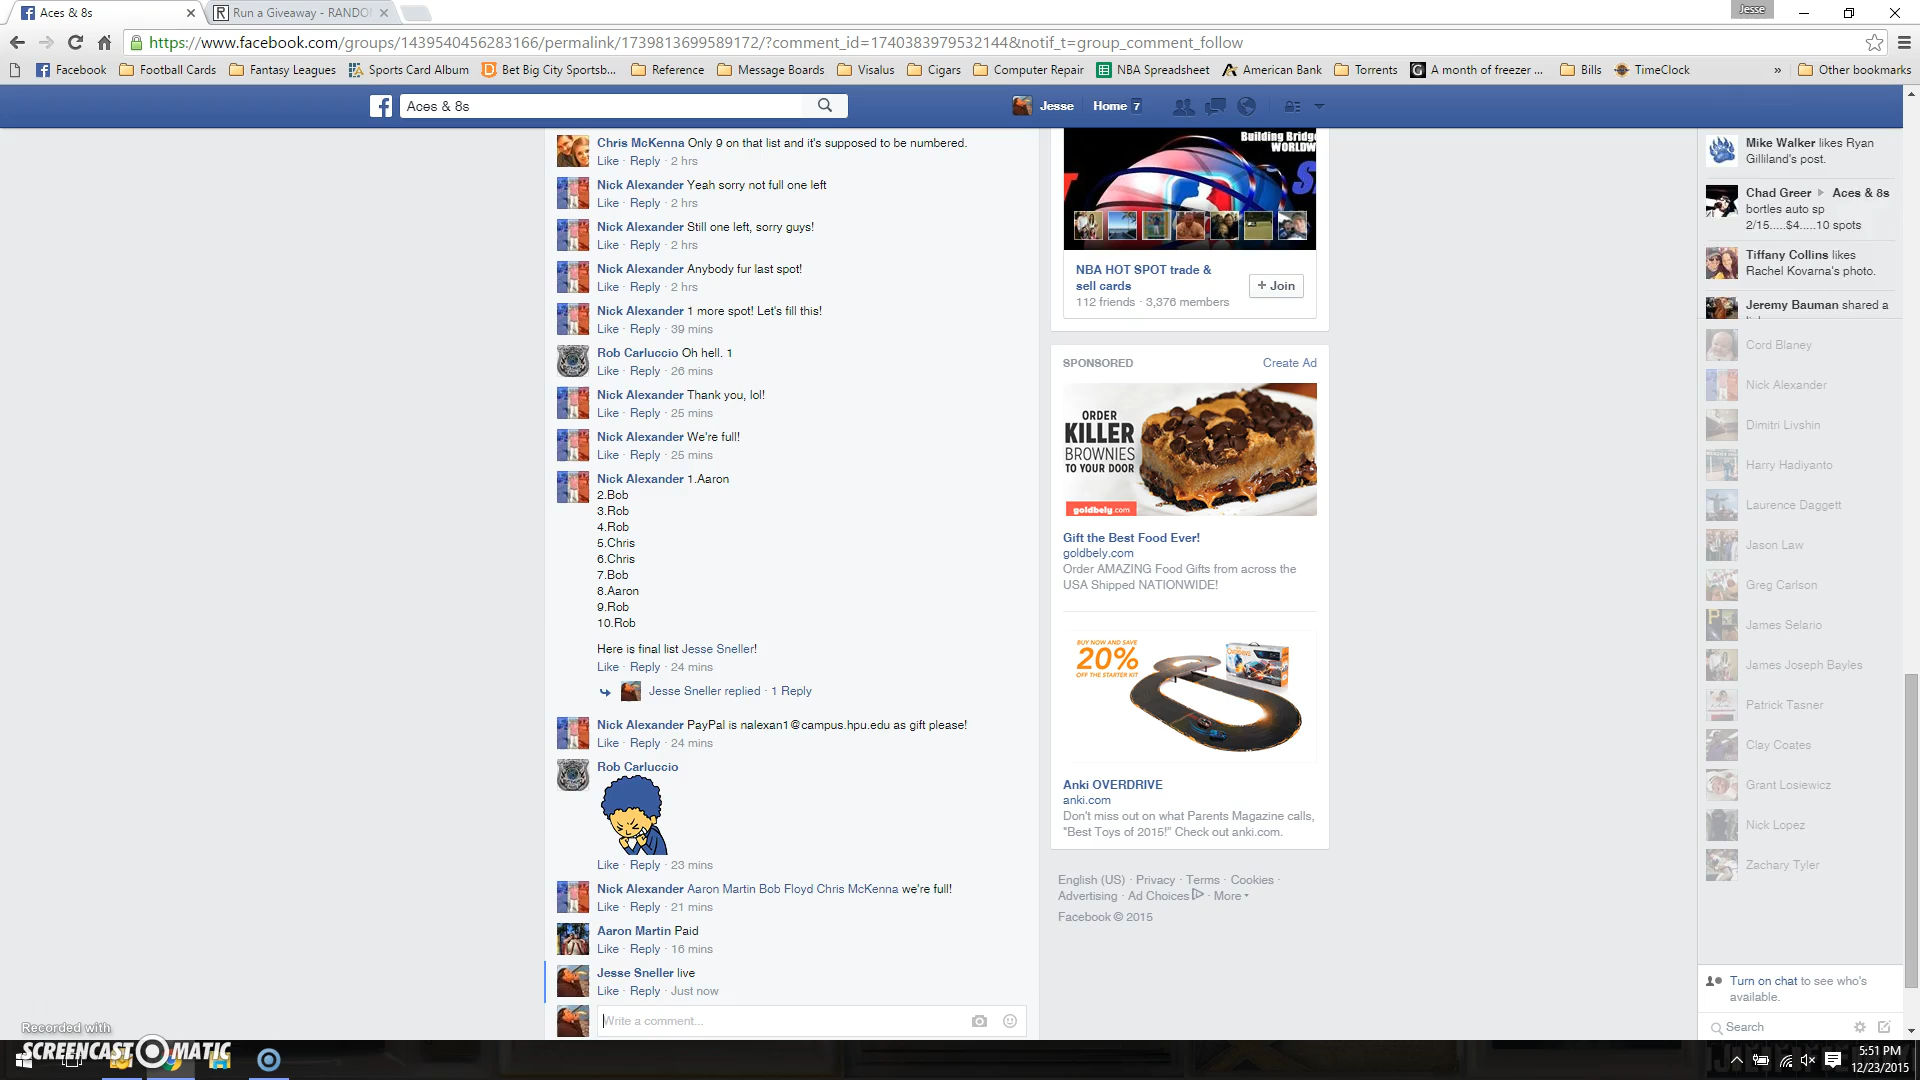 Aces & 8s
Run a Giveaway - RANDO
Jesse
https://www.facebook.com/groups/1439540456283166/permalink/1739813699589172/?comment_id=1740383979532144&notif_t=group_comment_follow
Facebook Football Cards Fantasy Leagues Sports Card Album Bet Big City Sportsb... Reference Message Boards Visalus Cigars Computer Repair NBA Spreadsheet American Bank Torrents A month of freezer ... Bills TimeClock » Other bookmarks
Aces & 8s
Jesse Home 7
Chris McKenna Only 9 on that list and it's supposed to be numbered.
Like · Reply · 2 hrs
Nick Alexander Yeah sorry not full one left
Like · Reply · 2 hrs
Nick Alexander Still one left, sorry guys!
Like · Reply · 2 hrs
Nick Alexander Anybody fur last spot!
Like · Reply · 2 hrs
Nick Alexander 1 more spot! Let's fill this!
Like · Reply · 39 mins
Rob Carluccio Oh hell. 1
Like · Reply · 26 mins
Nick Alexander Thank you, lol!
Like · Reply · 25 mins
Nick Alexander We're full!
Like · Reply · 25 mins
Nick Alexander 1.Aaron
2.Bob
3.Rob
4.Rob
5.Chris
6.Chris
7.Bob
8.Aaron
9.Rob
10.Rob
Here is final list Jesse Sneller!
Like · Reply · 24 mins
Jesse Sneller replied · 1 Reply
Nick Alexander PayPal is nalexan1@campus.hpu.edu as gift please!
Like · Reply · 24 mins
Rob Carluccio
Like · Reply · 23 mins
Nick Alexander Aaron Martin Bob Floyd Chris McKenna we're full!
Like · Reply · 21 mins
Aaron Martin Paid
Like · Reply · 16 mins
Jesse Sneller live
Like · Reply · Just now
Write a comment...
Building Bridge
WORLDW
NBA HOT SPOT trade &
sell cards
112 friends · 3,376 members
+ Join
SPONSORED
Create Ad
ORDER
KILLER
BROWNIES
TO YOUR DOOR
goldbely.com
Gift the Best Food Ever!
goldbely.com
Order AMAZING Food Gifts from across the
USA Shipped NATIONWIDE!
BUY NOW AND SAVE
20%
OFF THE STARTER KIT
OVERDRIVE
Anki OVERDRIVE
anki.com
Don't miss out on what Parents Magazine calls,
"Best Toys of 2015!" Check out anki.com.
English (US) · Privacy · Terms · Cookies ·
Advertising · Ad Choices · More
Facebook © 2015
Mike Walker likes Ryan
Gilliland's post.
Chad Greer Aces & 8s
bortles auto sp
2/15.....$4.....10 spots
Tiffany Collins likes
Rachel Kovarna's photo.
Jeremy Bauman shared a
Cord Blaney
Nick Alexander
Dimitri Livshin
Harry Hadiyanto
Laurence Daggett
Jason Law
Greg Carlson
James Selario
James Joseph Bayles
Patrick Tasner
Clay Coates
Grant Losiewicz
Nick Lopez
Zachary Tyler
Turn on chat to see who's
available.
Search
Recorded with
SCREENCAST MATIC
5:51 PM
12/23/2015